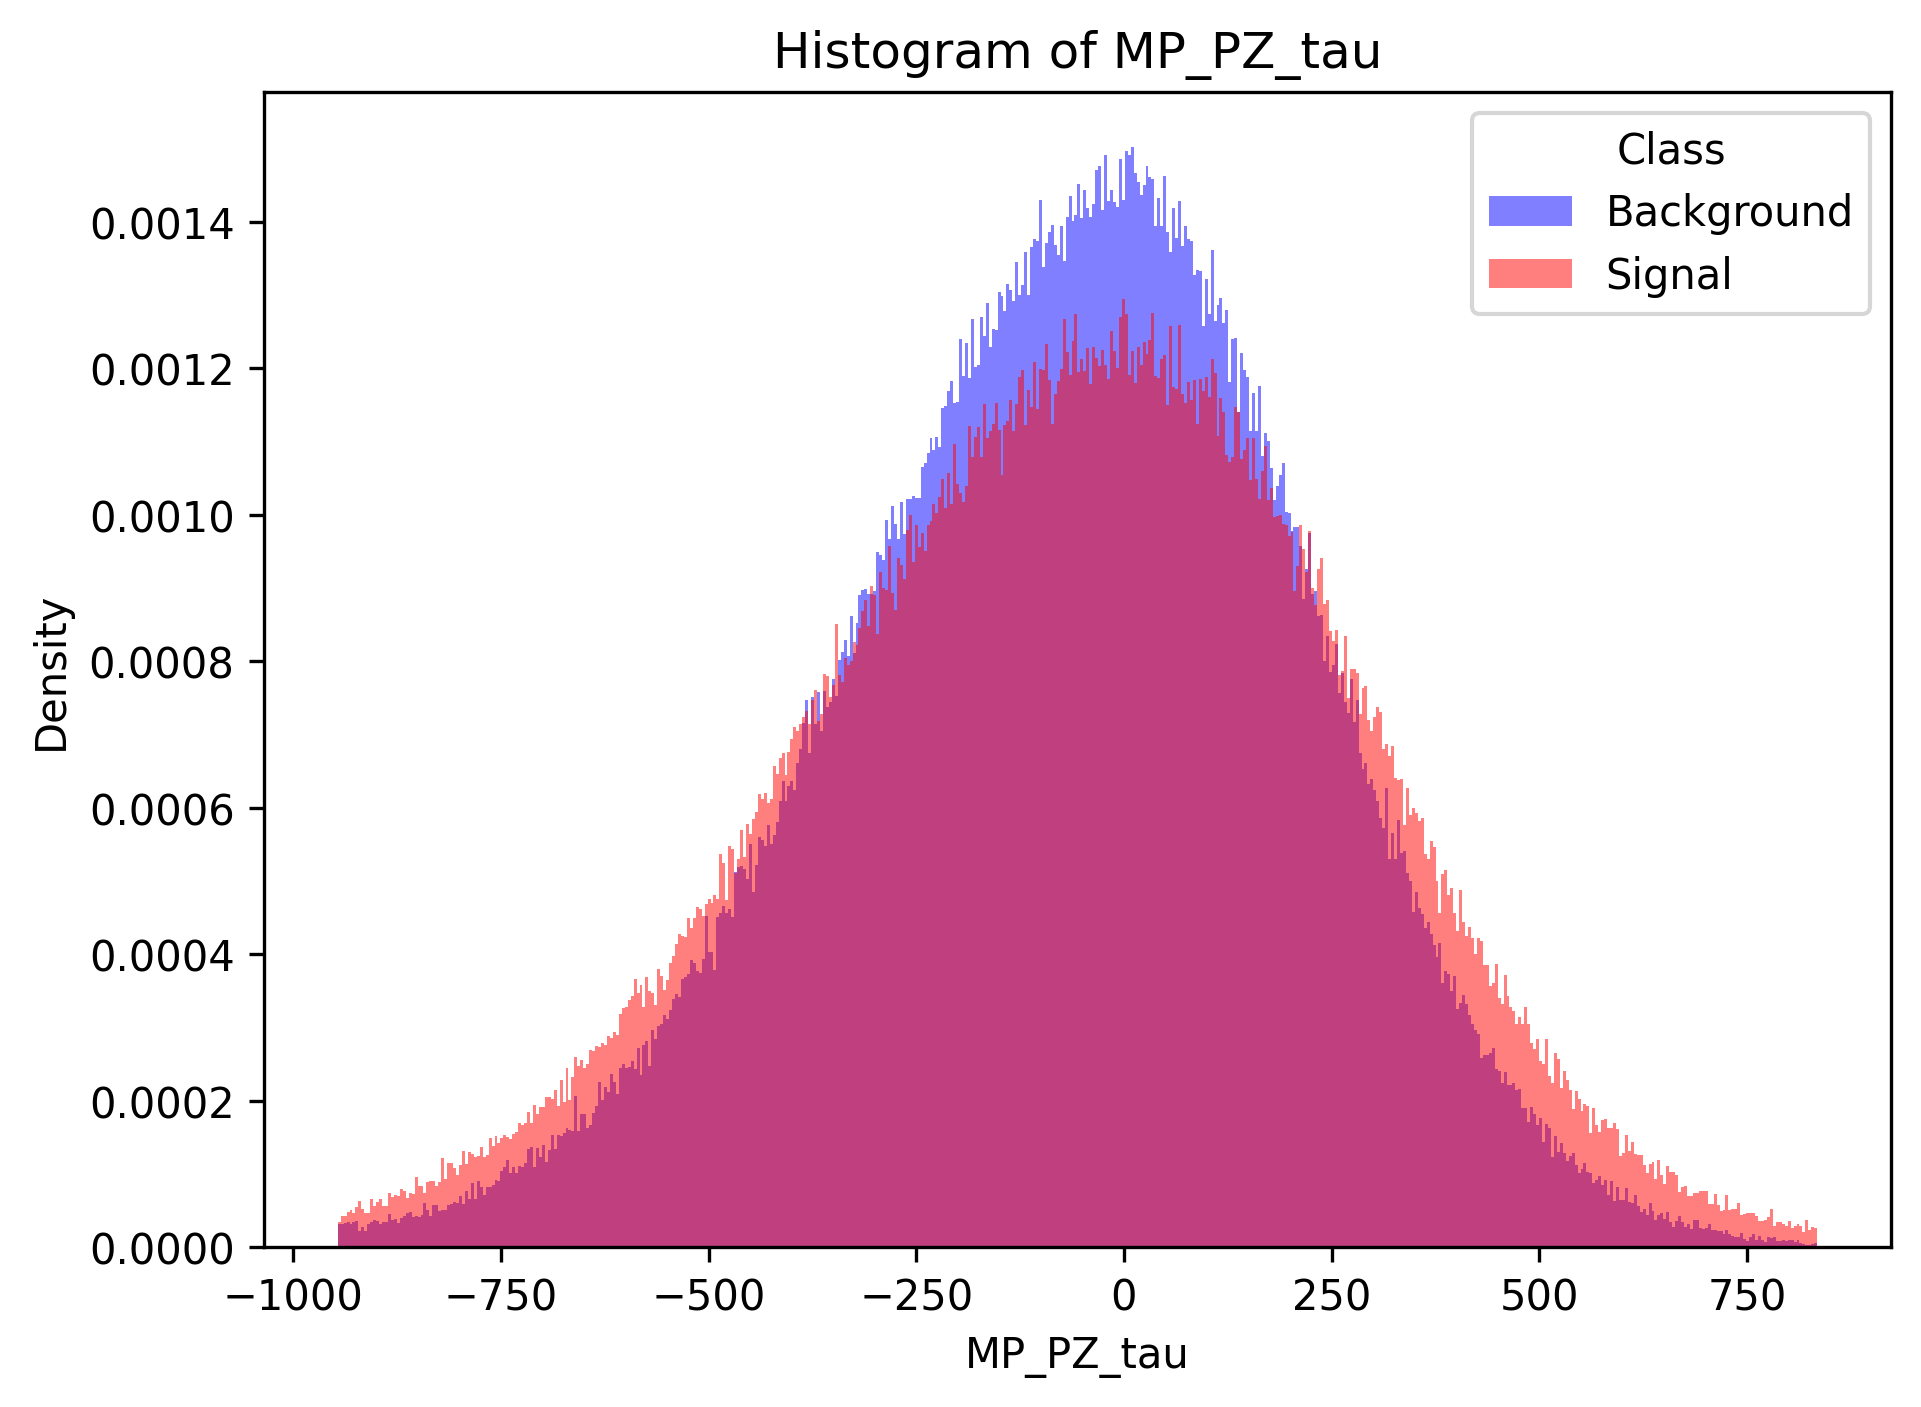 Histogram of MP_PZ_tau
Class
Background
Signal
Density
0.0014
0.0012
0.0010
0.0008
0.0006
0.0004
0.0002
0.0000
−1000 −750 −500 −250 0 250 500 750
MP_PZ_tau